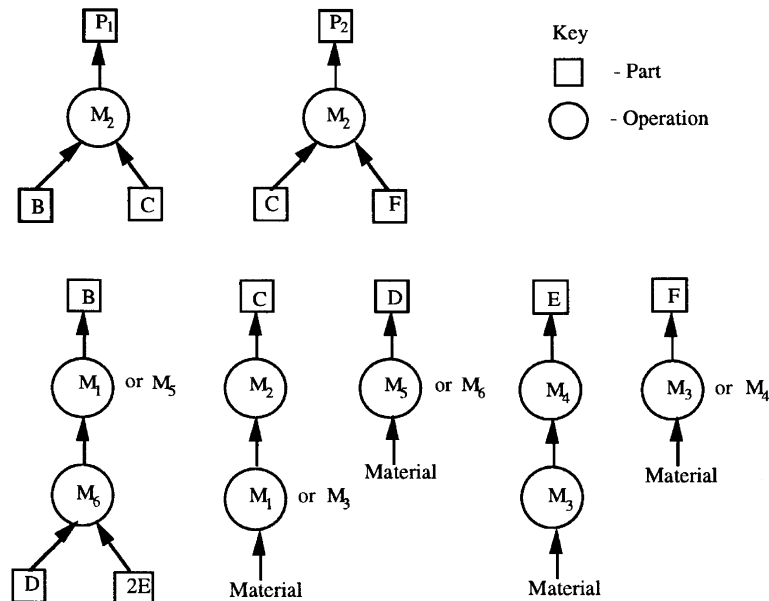 P1
P2
Key
- Part
M2
M2
- Operation
B
C
C
F
B
C
D
E
F
M1 or M5
M2
M5 or M6
M4
M3 or M4
Material
Material
M6
M1 or M3
M3
D
2E
Material
Material